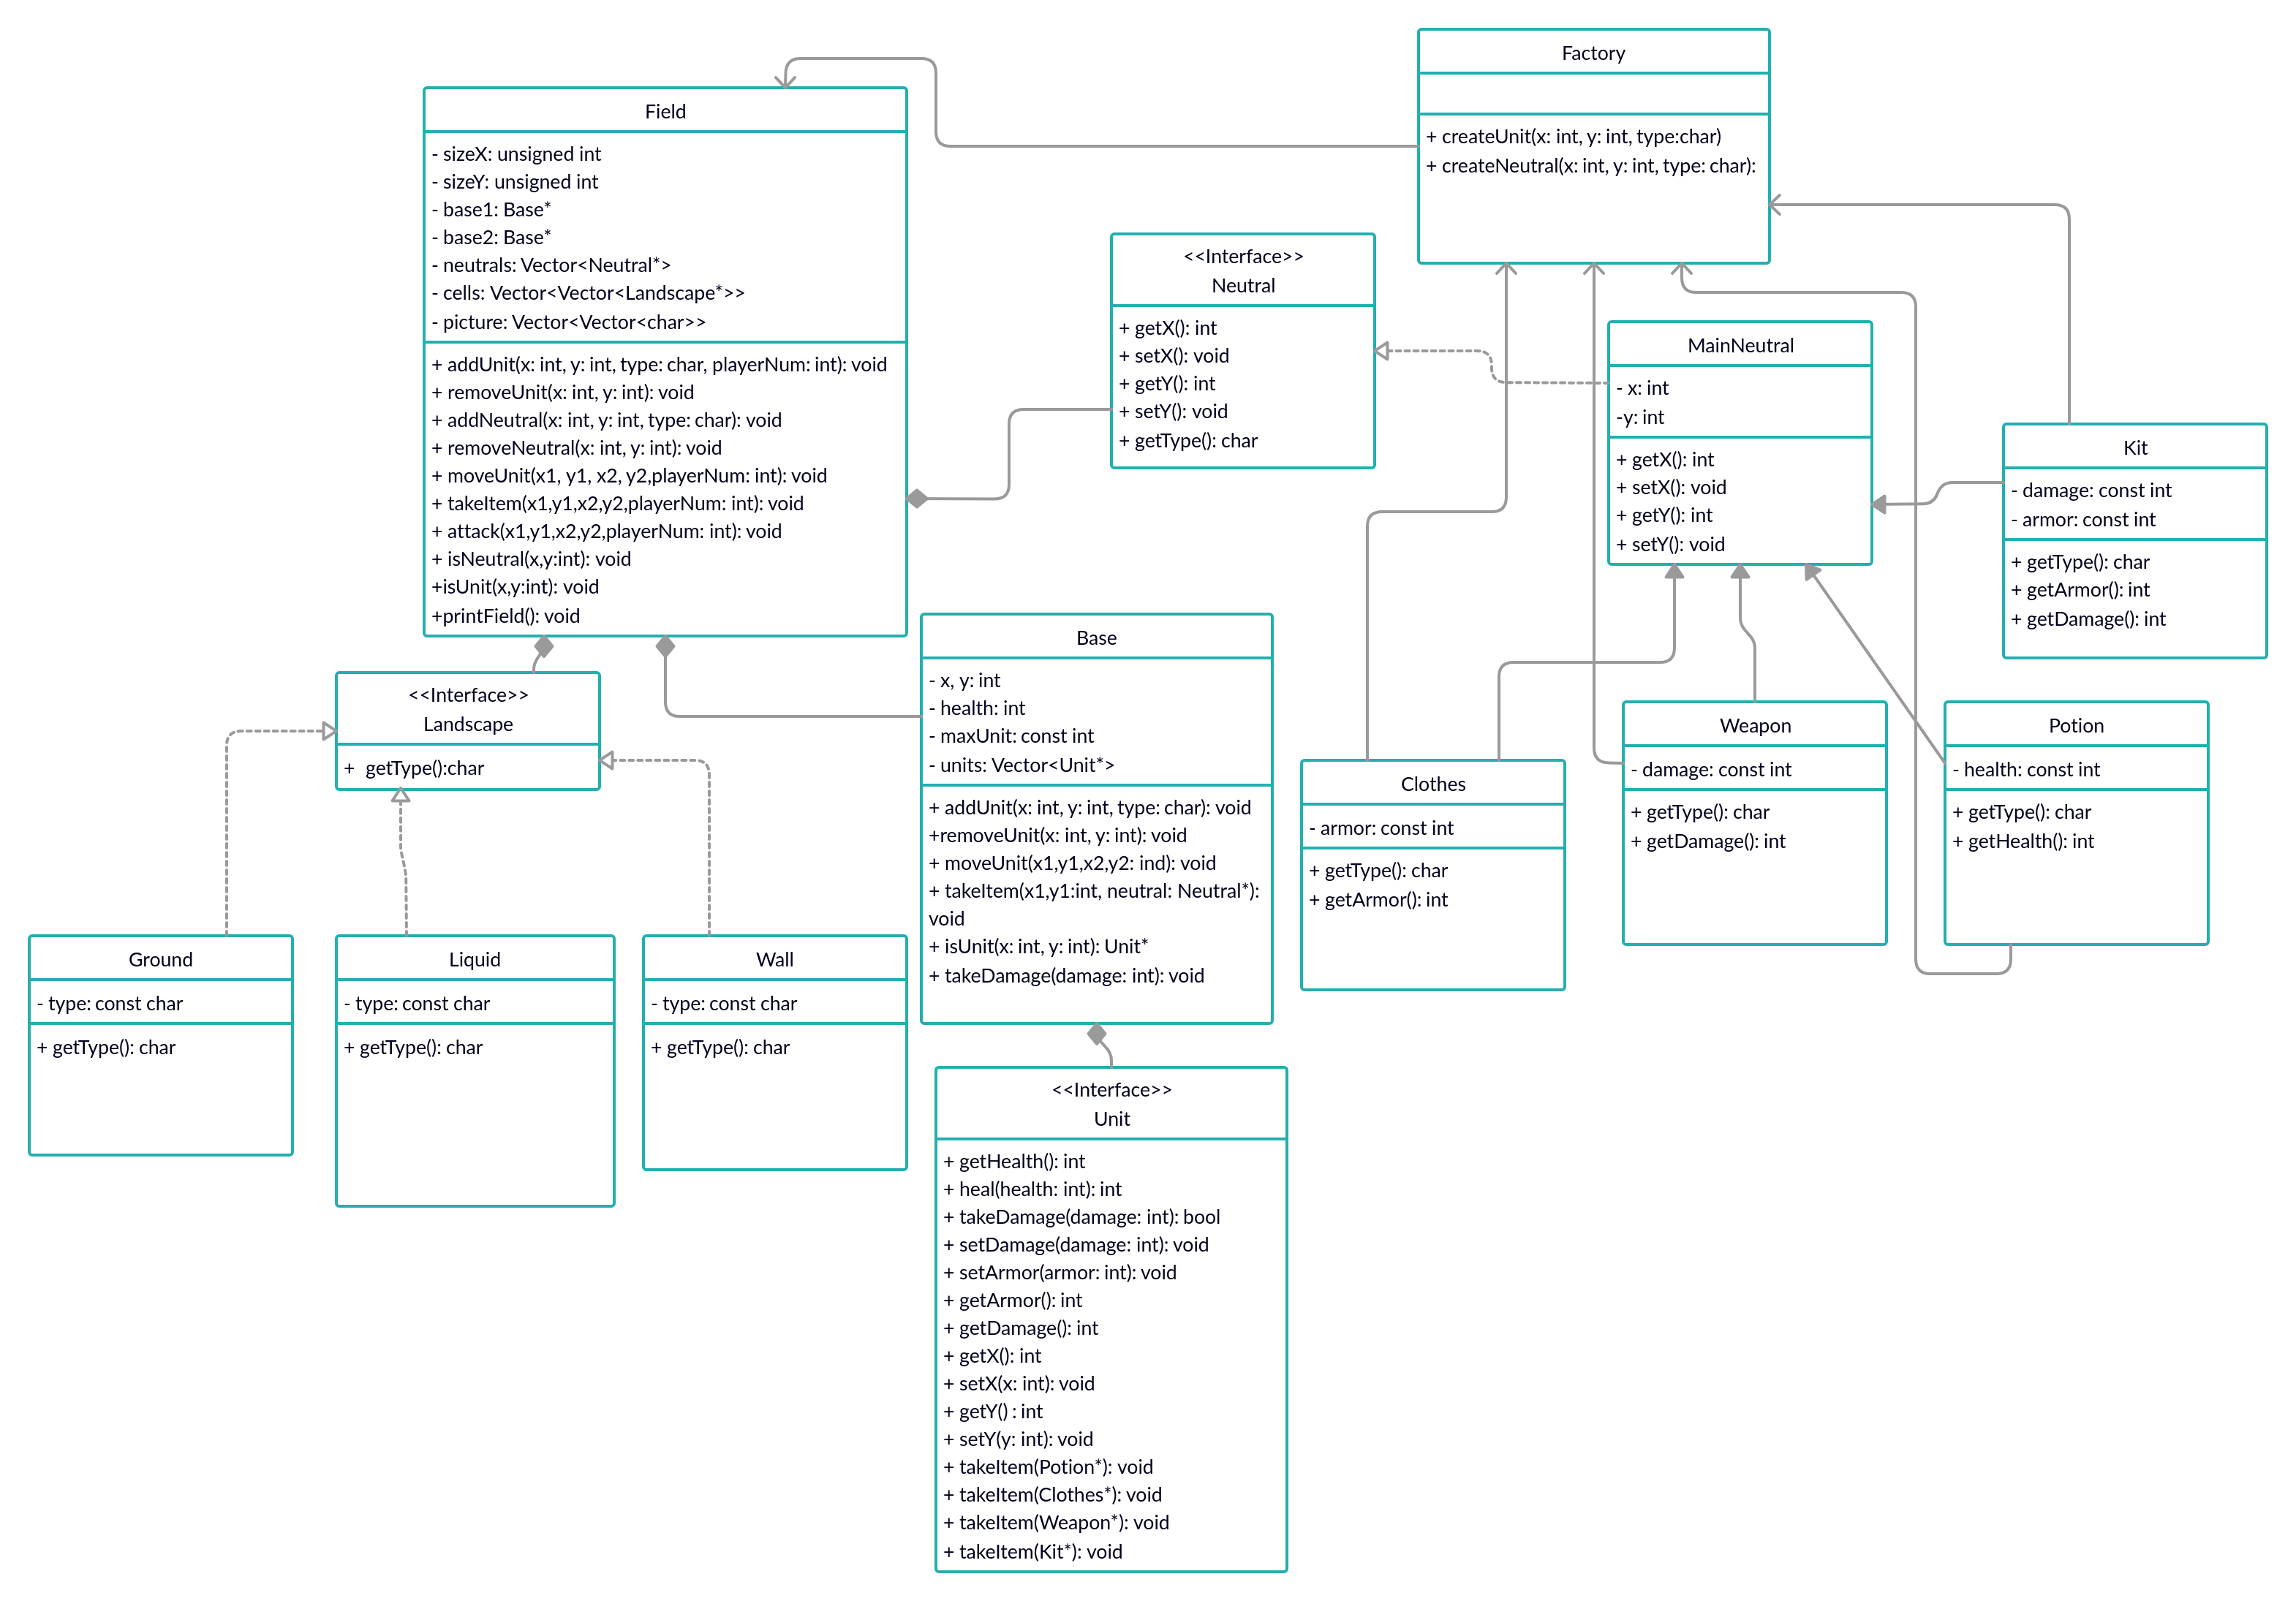 Factory
+ createUnit(x: int, y: int, type:char)
+ createNeutral(x: int, y: int, type: char):
Field
- sizeX: unsigned int
- sizeY: unsigned int
- base1: Base*
- base2: Base*
- neutrals: Vector<Neutral*>
- cells: Vector<Vector<Landscape*>>
- picture: Vector<Vector<char>>
+ addUnit(x: int, y: int, type: char, playerNum: int): void
+ removeUnit(x: int, y: int): void
+ addNeutral(x: int, y: int, type: char): void
+ removeNeutral(x: int, y: int): void
+ moveUnit(x1, y1, x2, y2,playerNum: int): void
+ takeItem(x1,y1,x2,y2,playerNum: int): void
+ attack(x1,y1,x2,y2,playerNum: int): void
+ isNeutral(x,y:int): void
+isUnit(x,y:int): void
+printField(): void
<<Interface>>
Neutral
+ getX(): int
+ setX(): void
+ getY(): int
+ setY(): void
+ getType(): char
MainNeutral
- x: int
-y: int
+ getX(): int
+ setX(): void
+ getY(): int
+ setY(): void
Kit
- damage: const int
- armor: const int
+ getType(): char
+ getArmor(): int
+ getDamage(): int
<<Interface>>
Landscape
+  getType():char
Base
- x, y: int
- health: int
- maxUnit: const int
- units: Vector<Unit*>
+ addUnit(x: int, y: int, type: char): void
+removeUnit(x: int, y: int): void
+ moveUnit(x1,y1,x2,y2: ind): void
+ takeItem(x1,y1:int, neutral: Neutral*):
void
+ isUnit(x: int, y: int): Unit*
+ takeDamage(damage: int): void
Clothes
- armor: const int
+ getType(): char
+ getArmor(): int
Weapon
- damage: const int
+ getType(): char
+ getDamage(): int
Potion
- health: const int
+ getType(): char
+ getHealth(): int
Ground
- type: const char
+ getType(): char
Liquid
- type: const char
+ getType(): char
Wall
- type: const char
+ getType(): char
<<Interface>>
Unit
+ getHealth(): int
+ heal(health: int): int
+ takeDamage(damage: int): bool
+ setDamage(damage: int): void
+ setArmor(armor: int): void
+ getArmor(): int
+ getDamage(): int
+ getX(): int
+ setX(x: int): void
+ getY() : int
+ setY(y: int): void
+ takeItem(Potion*): void
+ takeItem(Clothes*): void
+ takeItem(Weapon*): void
+ takeItem(Kit*): void